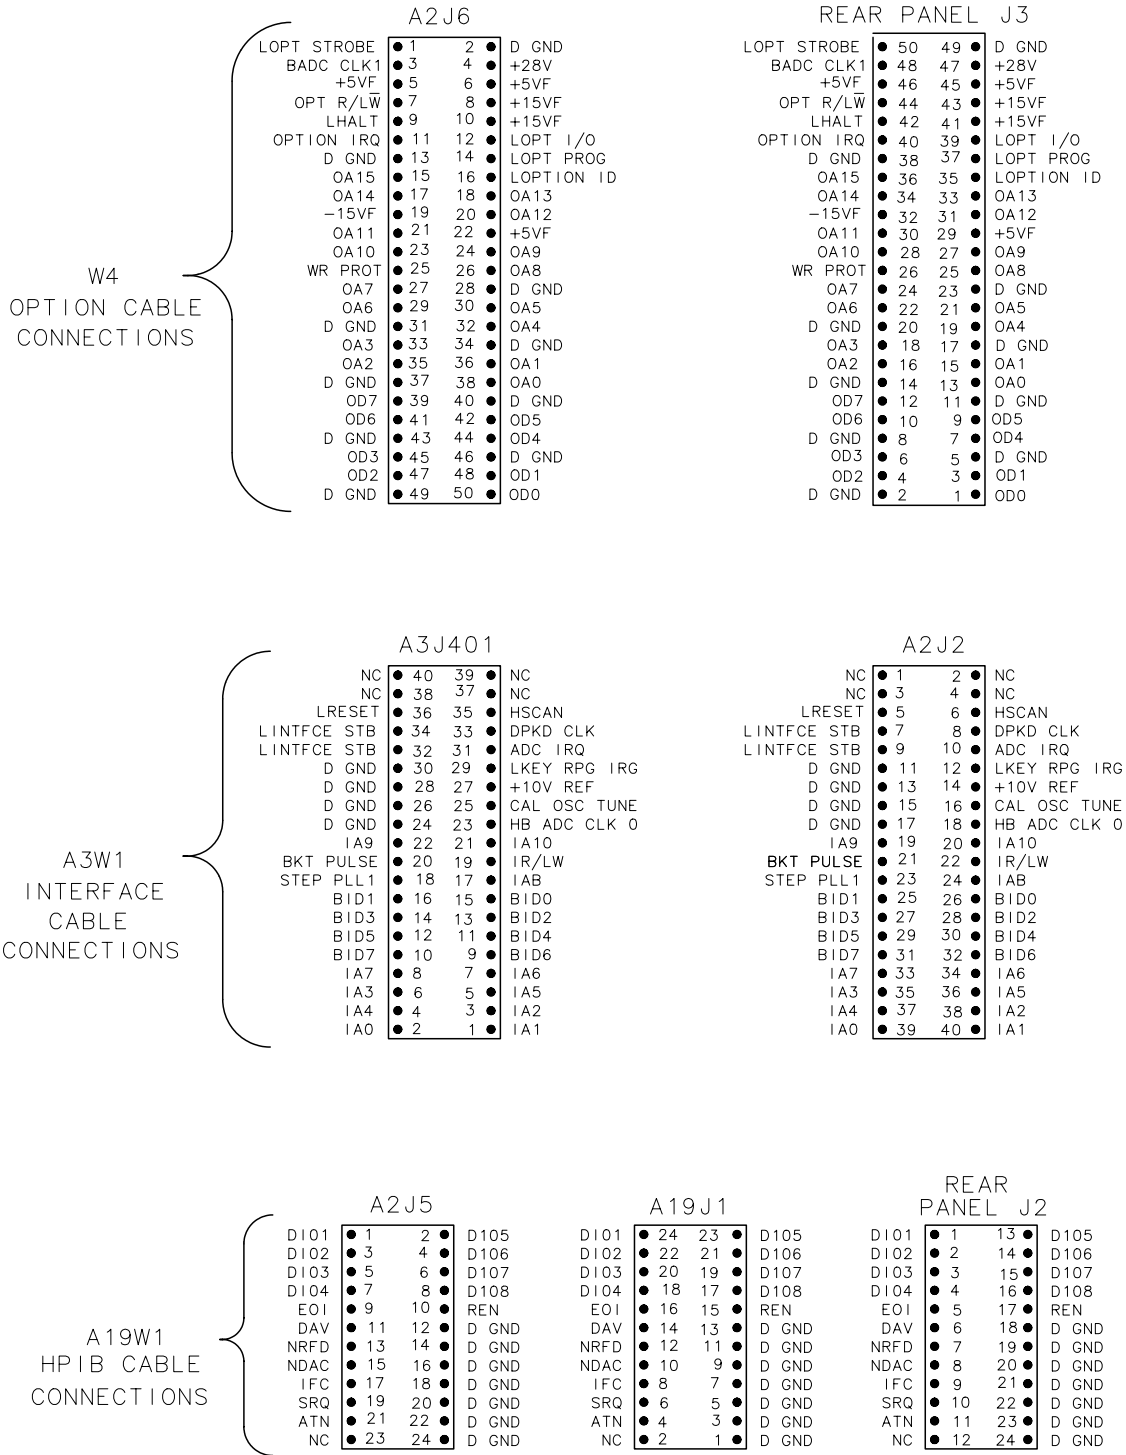 A2J6 REAR PANEL J3
LOPT STROBE 1 2 D GND LOPT STROBE 50 49 D GND
BADC CLK1 3 4 +28V BADC CLK1 48 47 +28V
+5VF 5 6 +5VF +5VF 46 45 +5VF
OPT R/LW̅ 7 8 +15VF OPT R/LW̅ 44 43 +15VF
LHALT 9 10 +15VF LHALT 42 41 +15VF
OPTION IRQ 11 12 LOPT I/O OPTION IRQ 40 39 LOPT I/O
D GND 13 14 LOPT PROG D GND 38 37 LOPT PROG
OA15 15 16 LOPTION ID OA15 36 35 LOPTION ID
OA14 17 18 OA13 OA14 34 33 OA13
-15VF 19 20 OA12 -15VF 32 31 OA12
OA11 21 22 +5VF OA11 30 29 +5VF
OA10 23 24 OA9 OA10 28 27 OA9
WR PROT 25 26 OA8 WR PROT 26 25 OA8
OA7 27 28 D GND OA7 24 23 D GND
OA6 29 30 OA5 OA6 22 21 OA5
D GND 31 32 OA4 D GND 20 19 OA4
OA3 33 34 D GND OA3 18 17 D GND
OA2 35 36 OA1 OA2 16 15 OA1
D GND 37 38 OA0 D GND 14 13 OA0
OD7 39 40 D GND OD7 12 11 D GND
OD6 41 42 OD5 OD6 10 9 OD5
D GND 43 44 OD4 D GND 8 7 OD4
OD3 45 46 D GND OD3 6 5 D GND
OD2 47 48 OD1 OD2 4 3 OD1
D GND 49 50 OD0 D GND 2 1 OD0
W4
OPTION CABLE
CONNECTIONS
A3J401 A2J2
NC 40 39 NC NC 1 2 NC
NC 38 37 NC NC 3 4 NC
LRESET 36 35 HSCAN LRESET 5 6 HSCAN
LINTFCE STB 34 33 DPKD CLK LINTFCE STB 7 8 DPKD CLK
LINTFCE STB 32 31 ADC IRQ LINTFCE STB 9 10 ADC IRQ
D GND 30 29 LKEY RPG IRG D GND 11 12 LKEY RPG IRG
D GND 28 27 +10V REF D GND 13 14 +10V REF
D GND 26 25 CAL OSC TUNE D GND 15 16 CAL OSC TUNE
D GND 24 23 HB ADC CLK 0 D GND 17 18 HB ADC CLK 0
IA9 22 21 IA10 IA9 19 20 IA10
BKT PULSE 20 19 IR/LW BKT PULSE 21 22 IR/LW
STEP PLL1 18 17 IAB STEP PLL1 23 24 IAB
BID1 16 15 BID0 BID1 25 26 BID0
BID3 14 13 BID2 BID3 27 28 BID2
BID5 12 11 BID4 BID5 29 30 BID4
BID7 10 9 BID6 BID7 31 32 BID6
IA7 8 7 IA6 IA7 33 34 IA6
IA3 6 5 IA5 IA3 35 36 IA5
IA4 4 3 IA2 IA4 37 38 IA2
IA0 2 1 IA1 IA0 39 40 IA1
A3W1
INTERFACE
CABLE
CONNECTIONS
A2J5 A19J1 REAR
PANEL J2
DIO1 1 2 D105 DIO1 24 23 D105 DIO1 1 13 D105
DIO2 3 4 D106 DIO2 22 21 D106 DIO2 2 14 D106
DIO3 5 6 D107 DIO3 20 19 D107 DIO3 3 15 D107
DIO4 7 8 D108 DIO4 18 17 D108 DIO4 4 16 D108
EOI 9 10 REN EOI 16 15 REN EOI 5 17 REN
DAV 11 12 D GND DAV 14 13 D GND DAV 6 18 D GND
NRFD 13 14 D GND NRFD 12 11 D GND NRFD 7 19 D GND
NDAC 15 16 D GND NDAC 10 9 D GND NDAC 8 20 D GND
IFC 17 18 D GND IFC 8 7 D GND IFC 9 21 D GND
SRQ 19 20 D GND SRQ 6 5 D GND SRQ 10 22 D GND
ATN 21 22 D GND ATN 4 3 D GND ATN 11 23 D GND
NC 23 24 D GND NC 2 1 D GND NC 12 24 D GND
A19W1
HPIB CABLE
CONNECTIONS